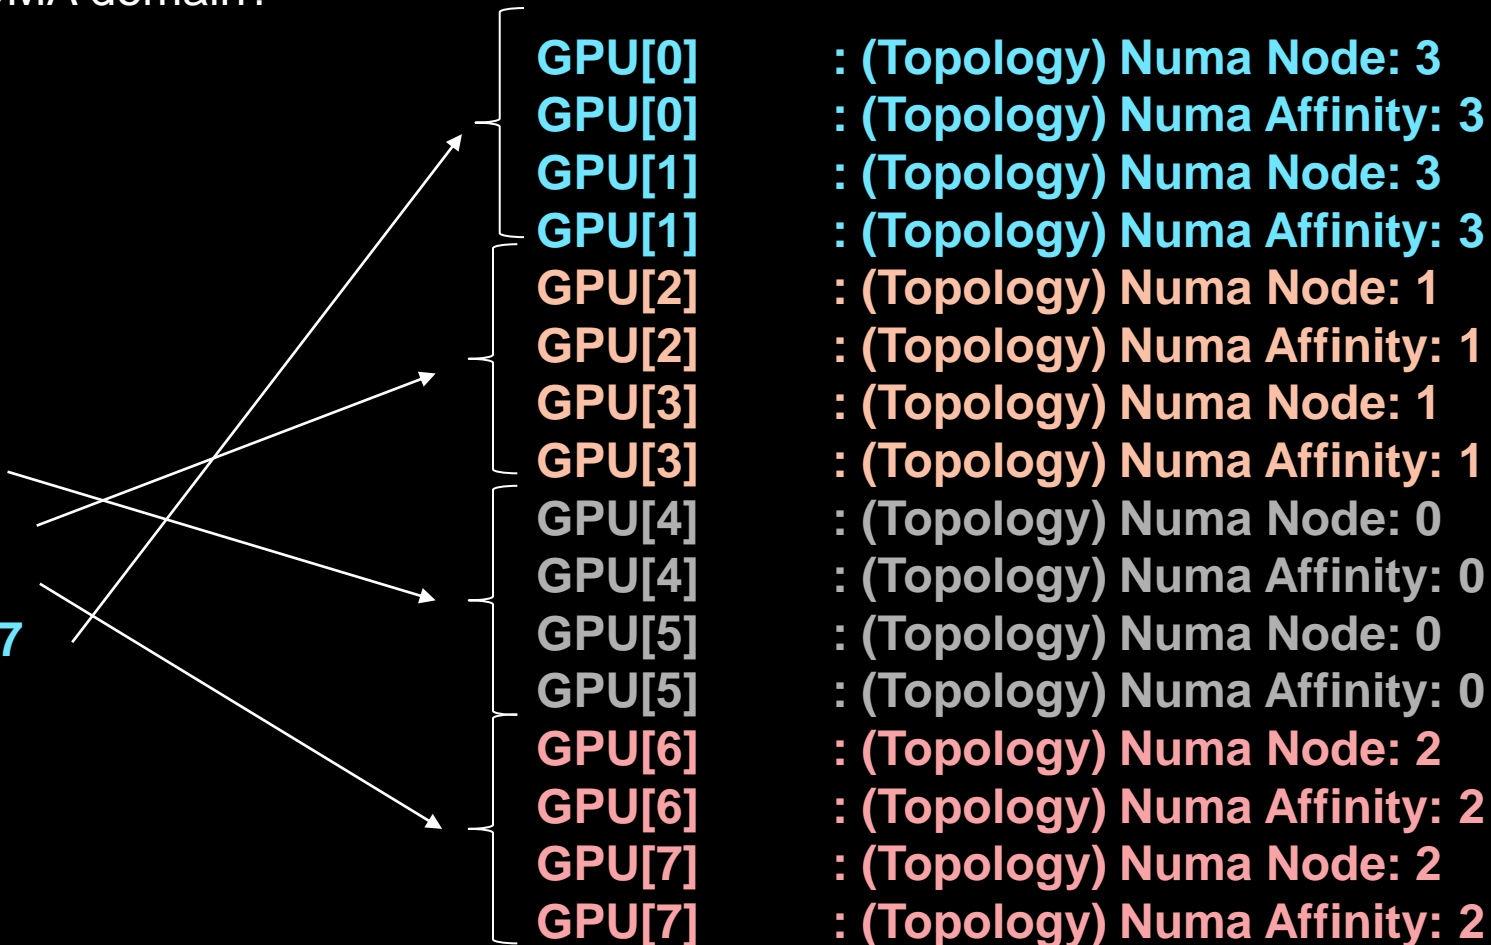 MA domain?
GPU[0] : (Topology) Numa Node: 3
GPU[0] : (Topology) Numa Affinity: 3
GPU[1] : (Topology) Numa Node: 3
GPU[1] : (Topology) Numa Affinity: 3
GPU[2] : (Topology) Numa Node: 1
GPU[2] : (Topology) Numa Affinity: 1
GPU[3] : (Topology) Numa Node: 1
GPU[3] : (Topology) Numa Affinity: 1
GPU[4] : (Topology) Numa Node: 0
GPU[4] : (Topology) Numa Affinity: 0
7
GPU[5] : (Topology) Numa Node: 0
GPU[5] : (Topology) Numa Affinity: 0
GPU[6] : (Topology) Numa Node: 2
GPU[6] : (Topology) Numa Affinity: 2
GPU[7] : (Topology) Numa Node: 2
GPU[7] : (Topology) Numa Affinity: 2